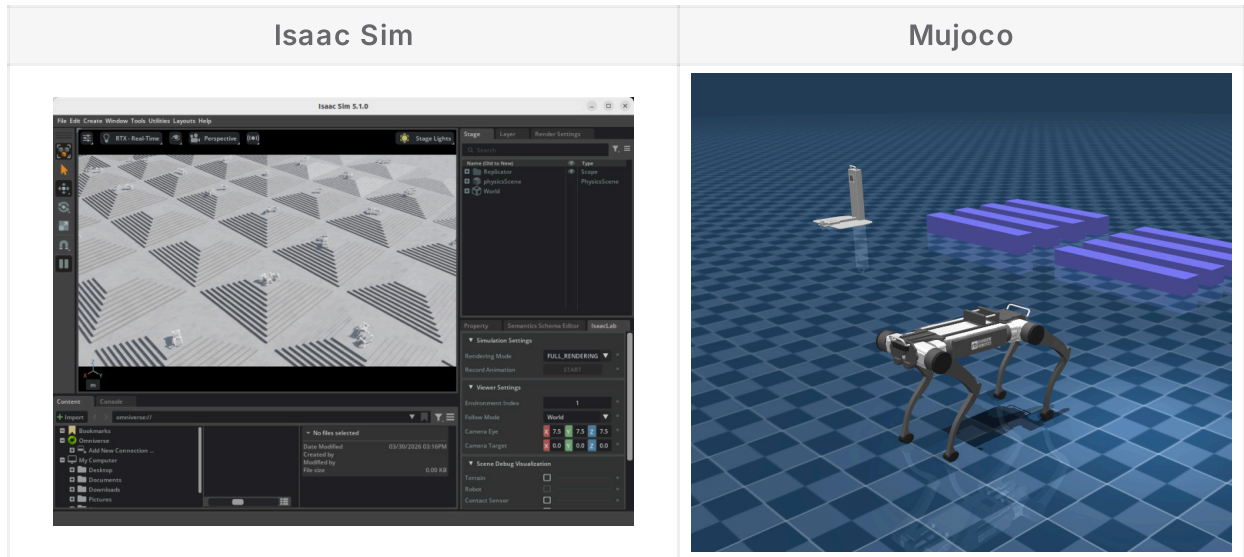 Isaac Sim
Mujoco
Isaac Sim 5.1.0
File Edit Create Window Tools Utilities Layouts Help
RTX - Real-Time
Perspective
Stage Lights
Stage
Layer
Render Settings
Search
Name (Old to New)
Type
Replicator
Scope
physicsScene
PhysicsScene
World
m
Property
Semantics Schema Editor
IsaacLab
Simulation Settings
Rendering Mode
FULL_RENDERING
Record Animation
START
Viewer Settings
Environment Index
1
Follow Mode
World
Camera Eye
X 7.5 Y 7.5 Z 7.5
Camera Target
X 0.0 Y 0.0 Z 0.0
Scene Debug Visualization
Terrain
Robot
Contact Sensor
Content
Console
+ Import
omniverse://
Bookmarks
Omniverse
Add New Connection ...
My Computer
Desktop
Documents
Downloads
Pictures
No files selected
Date Modified
03/30/2026 03:16PM
Created by
Modified by
File size
0.00 KB